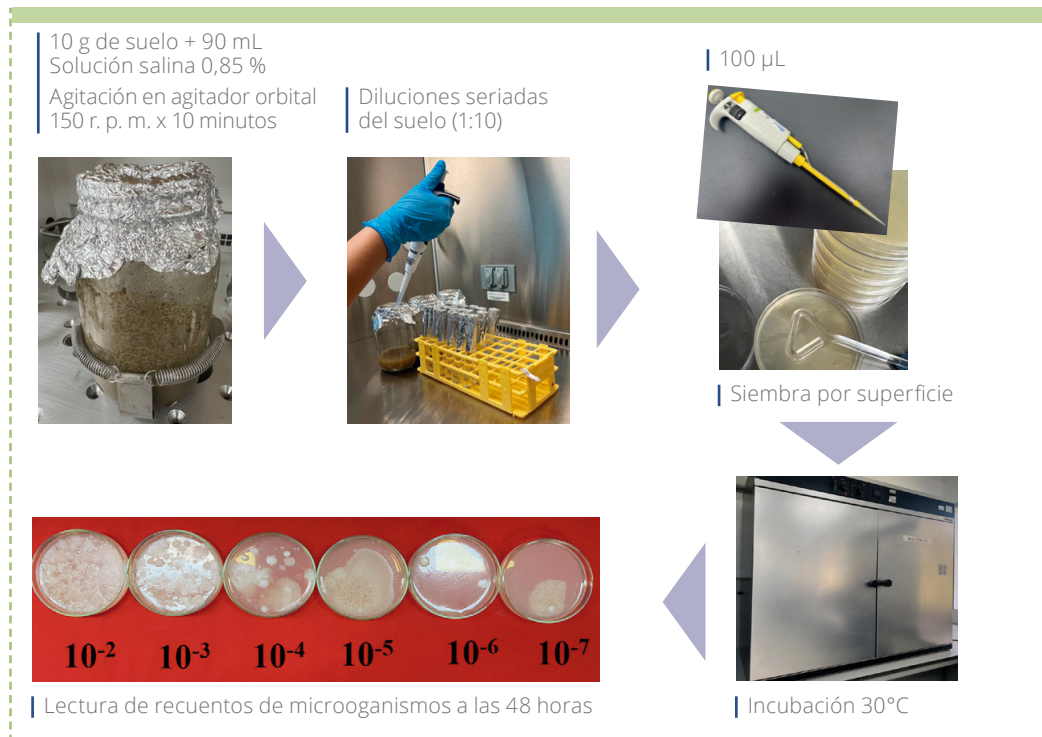 10 g de suelo + 90 mL
Solución salina 0,85 %
Agitación en agitador orbital
150 r. p. m. x 10 minutos
Diluciones seriadas
del suelo (1:10)
100 µL
Siembra por superficie
10⁻² 10⁻³ 10⁻⁴ 10⁻⁵ 10⁻⁶ 10⁻⁷
Lectura de recuentos de microoganismos a las 48 horas
Incubación 30°C